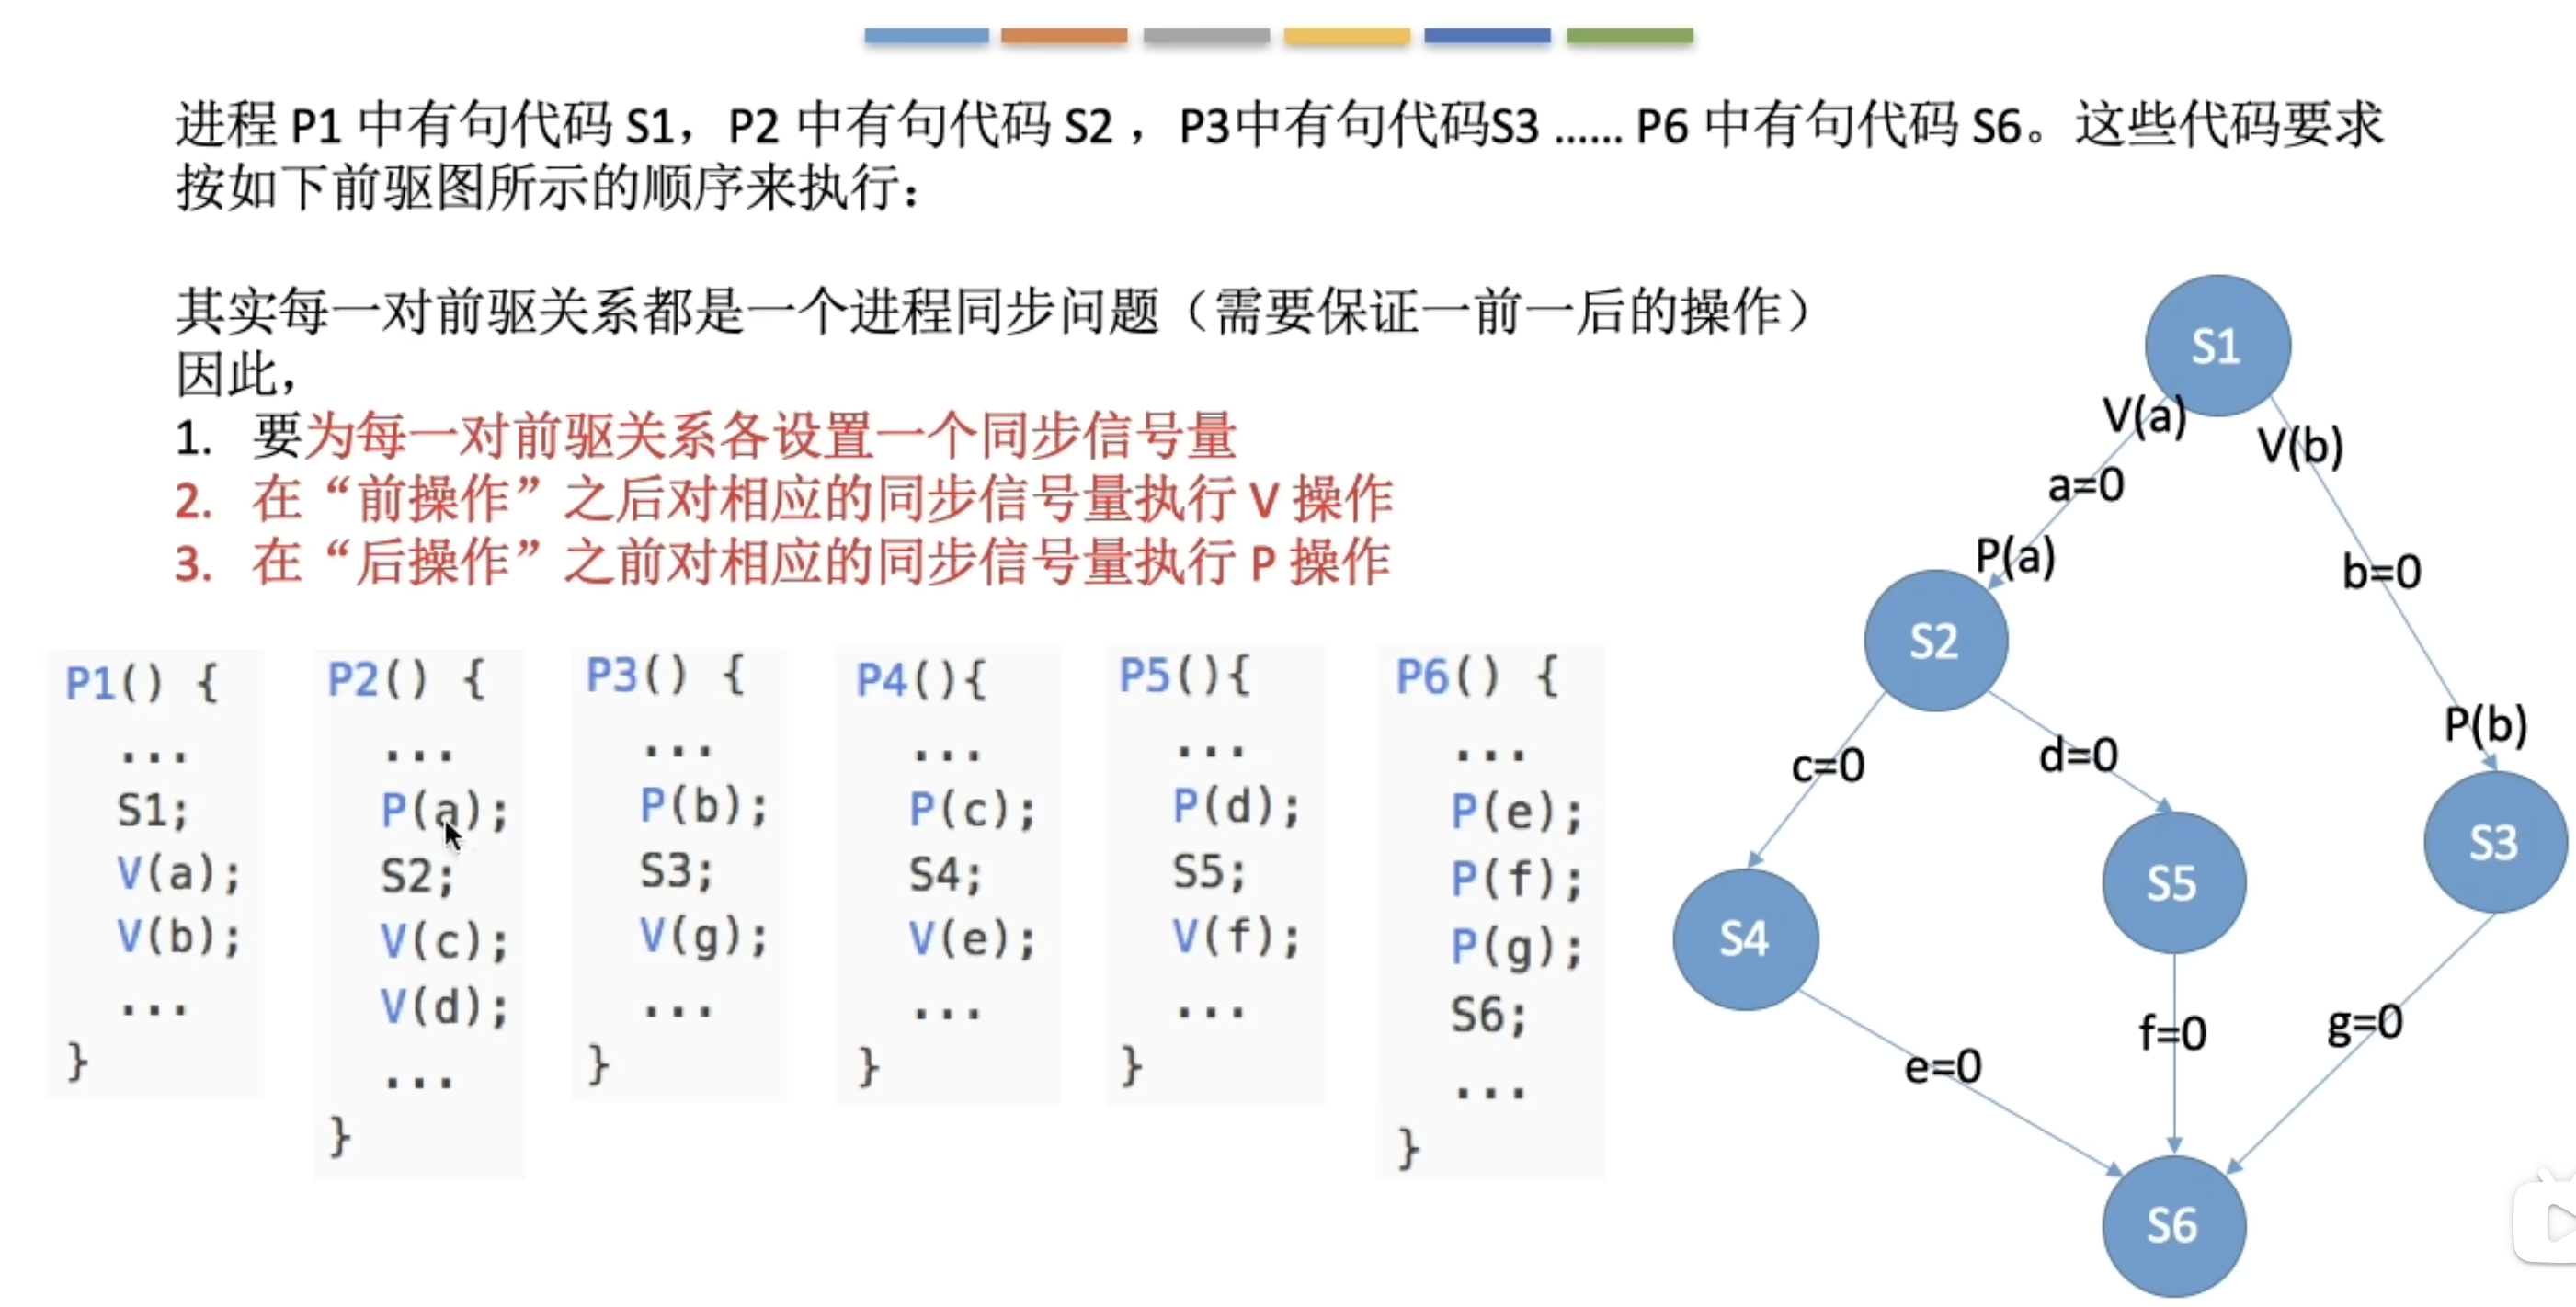 进程 P1 中有句代码 S1，P2 中有句代码 S2 ，P3中有句代码S3 …… P6 中有句代码 S6。这些代码要求
按如下前驱图所示的顺序来执行：
其实每一对前驱关系都是一个进程同步问题（需要保证一前一后的操作）
因此，
1. 要为每一对前驱关系各设置一个同步信号量
2. 在“前操作”之后对相应的同步信号量执行 V 操作
3. 在“后操作”之前对相应的同步信号量执行 P 操作
P1() {
...
S1;
V(a);
V(b);
...
}
P2() {
...
P(a);
S2;
V(c);
V(d);
...
}
P3() {
...
P(b);
S3;
V(g);
...
}
P4(){
...
P(c);
S4;
V(e);
...
}
P5(){
...
P(d);
S5;
V(f);
...
}
P6() {
...
P(e);
P(f);
P(g);
S6;
...
}
S1
V(a)
V(b)
a=0
P(a)
b=0
S2
P(b)
c=0
d=0
S3
S5
S4
g=0
f=0
e=0
S6